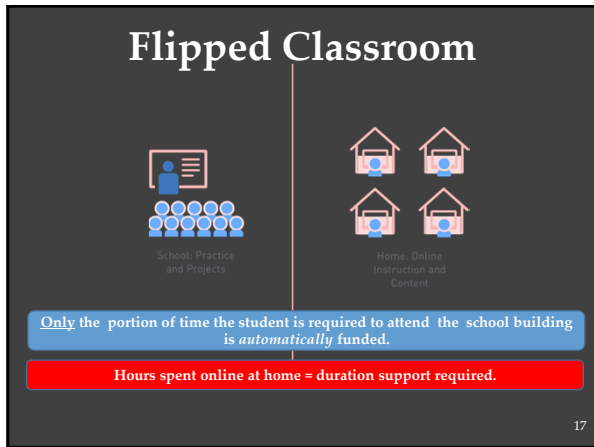 Flipped Classroom
School: Practice
and Projects
Home: Online
Instruction and
Content
Only the portion of time the student is required to attend the school building
is automatically funded.
Hours spent online at home = duration support required.
17